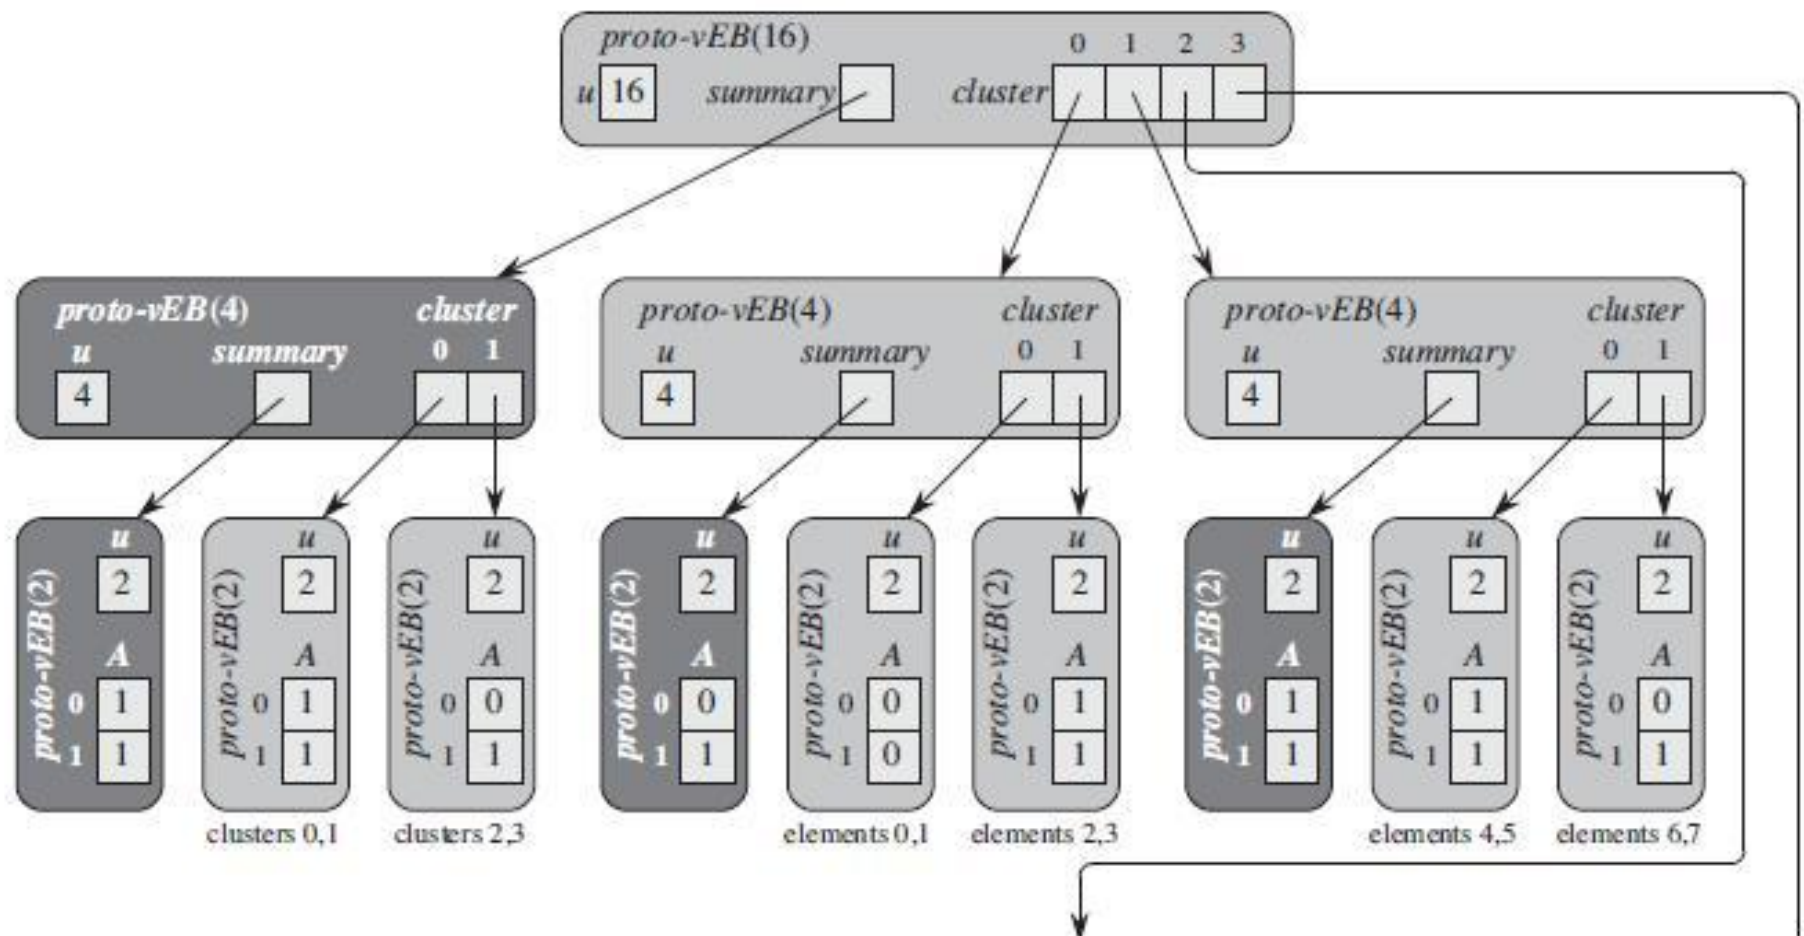 proto-vEB(16) 0 1 2 3
u 16 summary cluster
proto-vEB(4) cluster
u summary 0 1
4
proto-vEB(4) cluster
u summary 0 1
4
proto-vEB(4) cluster
u summary 0 1
4
proto-vEB(2)
u
2
A
0 1
1 1
proto-vEB(2)
u
2
A
0 1
1 1
clusters 0,1
proto-vEB(2)
u
2
A
0 0
1 1
clusters 2,3
proto-vEB(2)
u
2
A
0 0
1 1
proto-vEB(2)
u
2
A
0 0
1 0
elements 0,1
proto-vEB(2)
u
2
A
0 1
1 1
elements 2,3
proto-vEB(2)
u
2
A
0 1
1 1
proto-vEB(2)
u
2
A
0 1
1 1
elements 4,5
proto-vEB(2)
u
2
A
0 0
1 1
elements 6,7